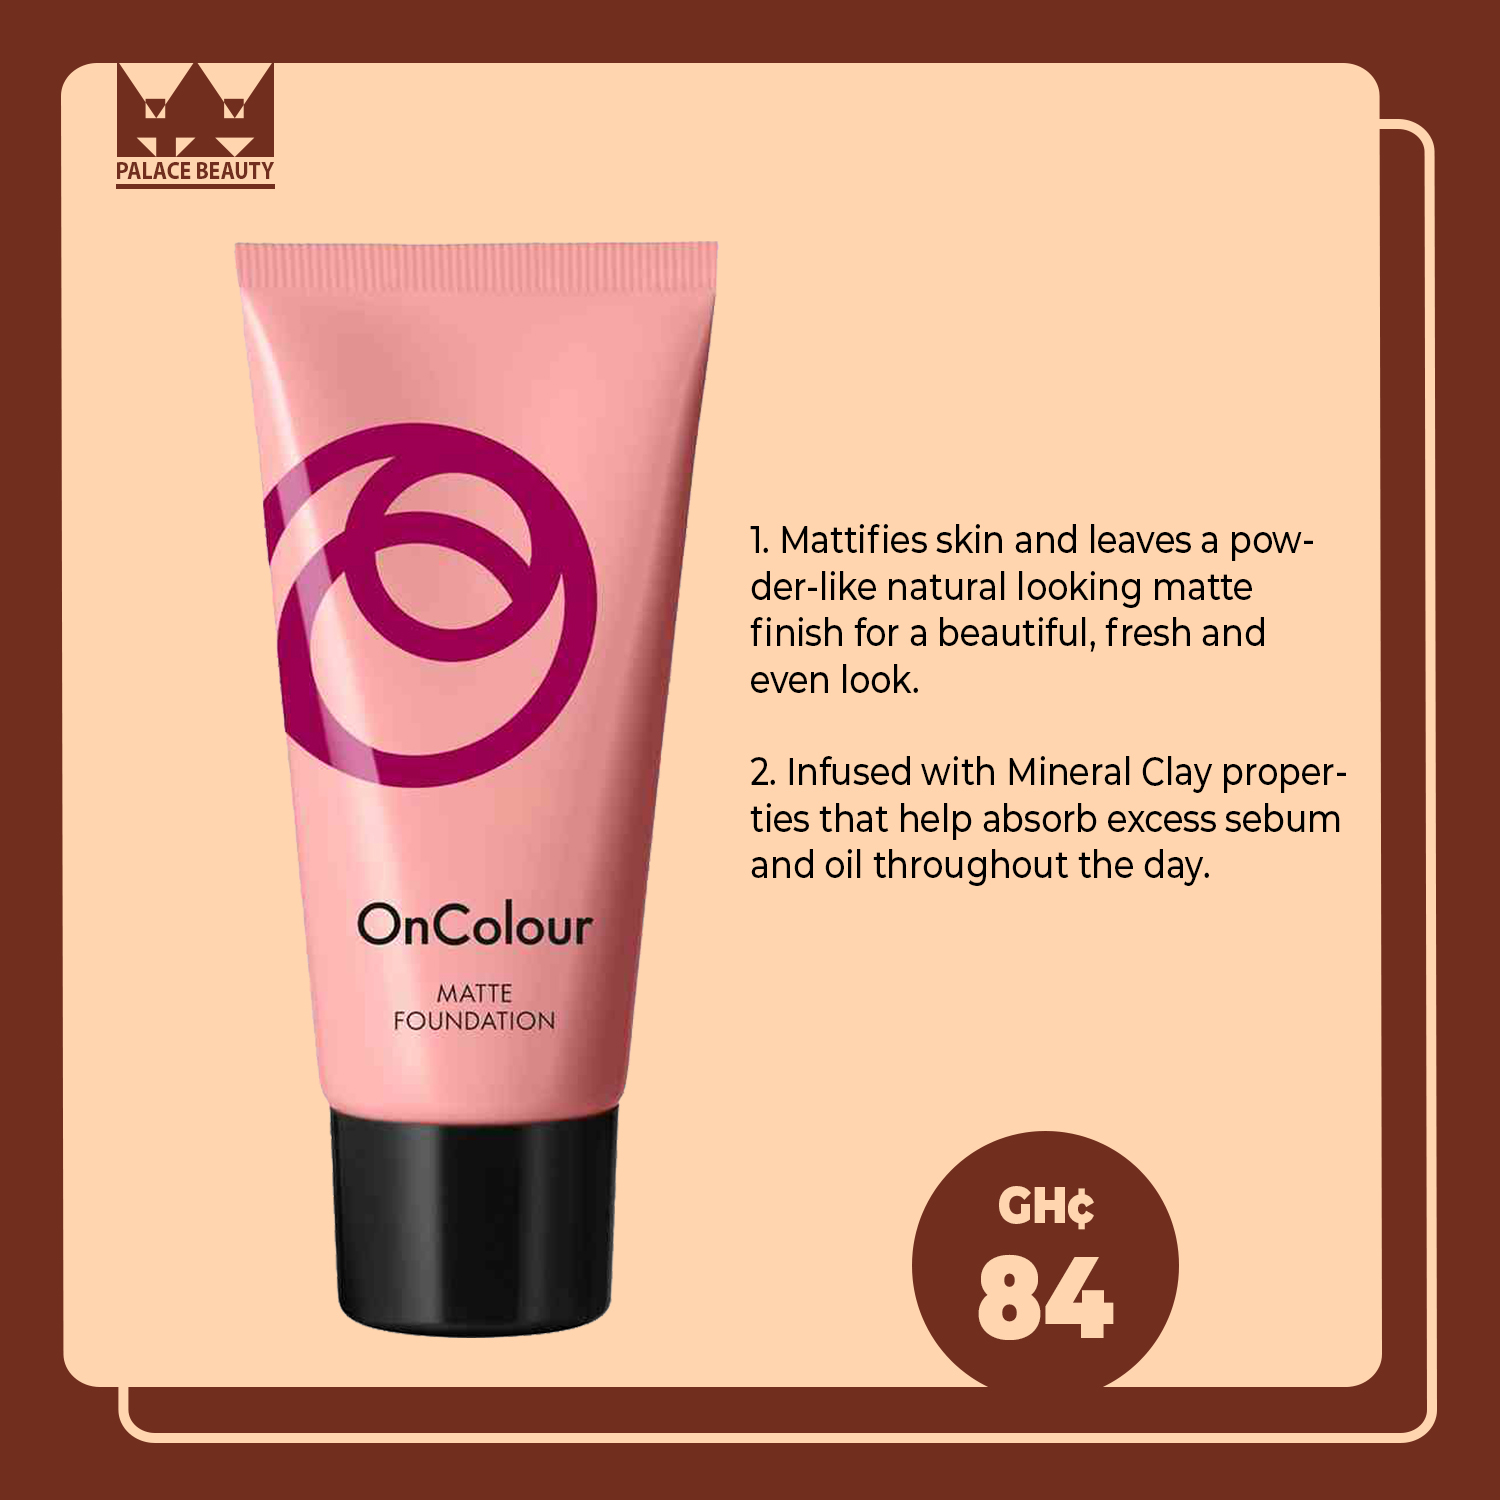 PALACE BEAUTY
1. Mattifies skin and leaves a pow-
der-like natural looking matte
finish for a beautiful, fresh and
even look.
2. Infused with Mineral Clay proper-
ties that help absorb excess sebum
and oil throughout the day.
OnColour
MATTE
FOUNDATION
GH¢
84